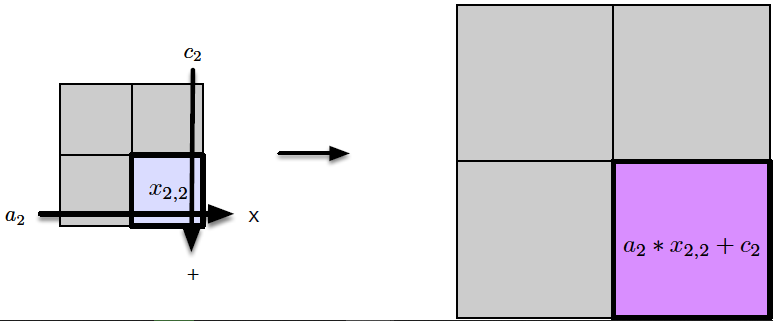 c₂
x₂,₂
a₂
X
+
a₂ * x₂,₂ + c₂